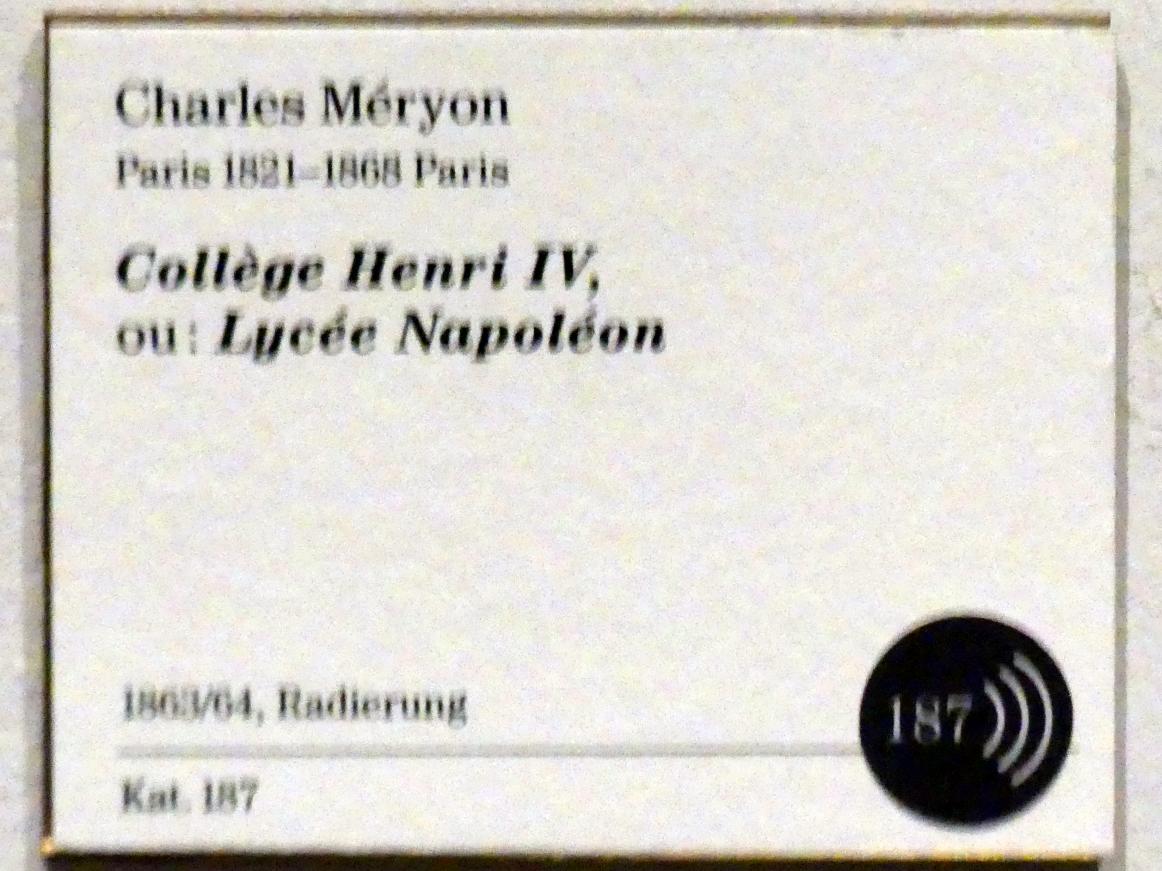 Charles Méryon
Paris 1821–1868 Paris
Collège Henri IV,
ou: Lycée Napoléon
1863/64, Radierung
187
Kat. 187